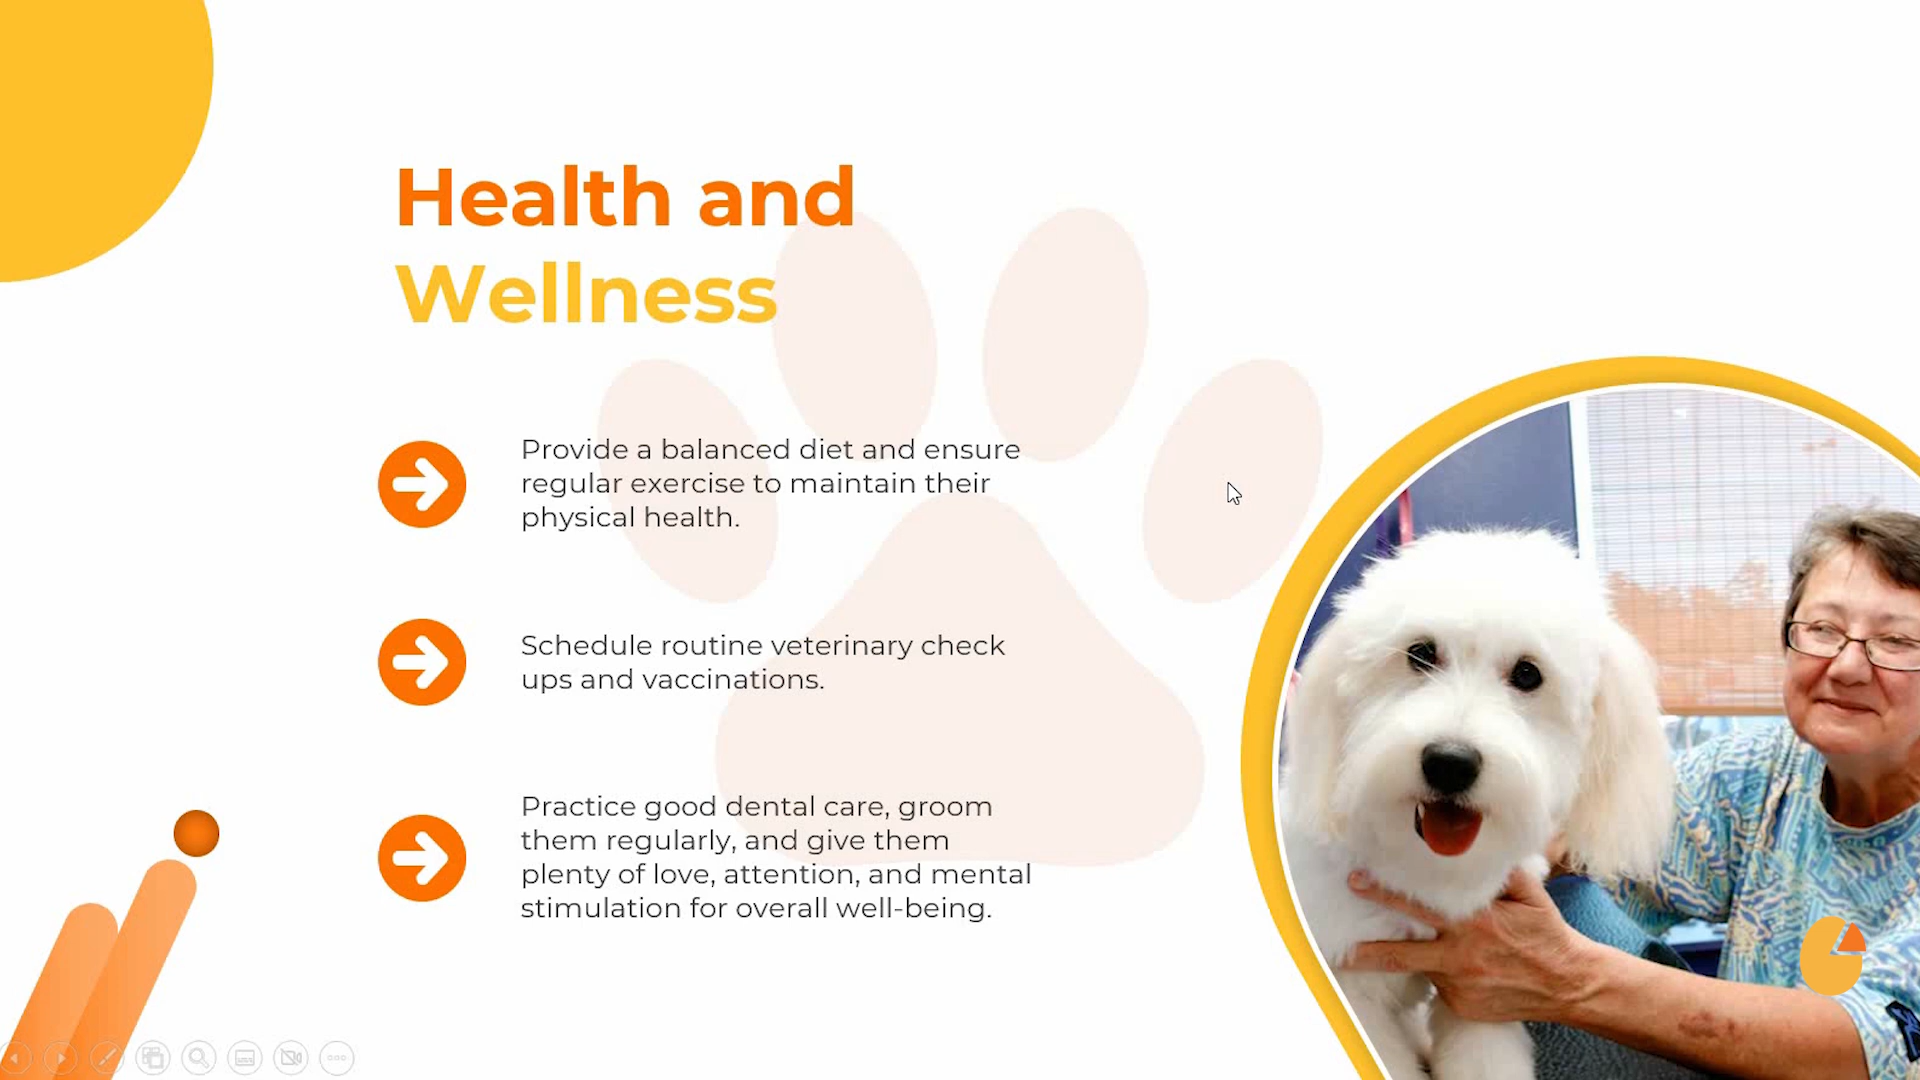 Health and
Wellness
Provide a balanced diet and ensure
regular exercise to maintain their
physical health.
Schedule routine veterinary check
ups and vaccinations.
Practice good dental care, groom
them regularly, and give them
plenty of love, attention, and mental
stimulation for overall well-being.